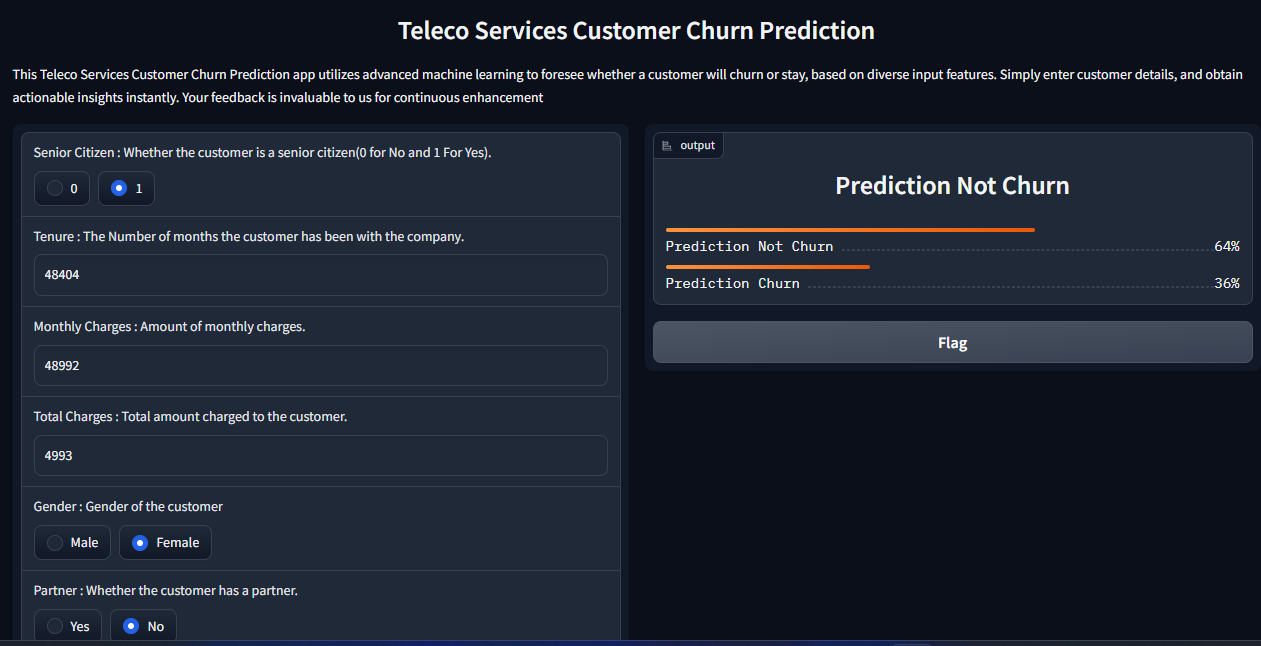 Teleco Services Customer Churn Prediction
This Teleco Services Customer Churn Prediction app utilizes advanced machine learning to foresee whether a customer will churn or stay, based on diverse input features. Simply enter customer details, and obtain
actionable insights instantly. Your feedback is invaluable to us for continuous enhancement
Senior Citizen : Whether the customer is a senior citizen(0 for No and 1 For Yes).
0 1
Tenure : The Number of months the customer has been with the company.
48404
Monthly Charges : Amount of monthly charges.
48992
Total Charges : Total amount charged to the customer.
4993
Gender : Gender of the customer
Male Female
Partner : Whether the customer has a partner.
Yes No
output
Prediction Not Churn
Prediction Not Churn 64%
Prediction Churn 36%
Flag